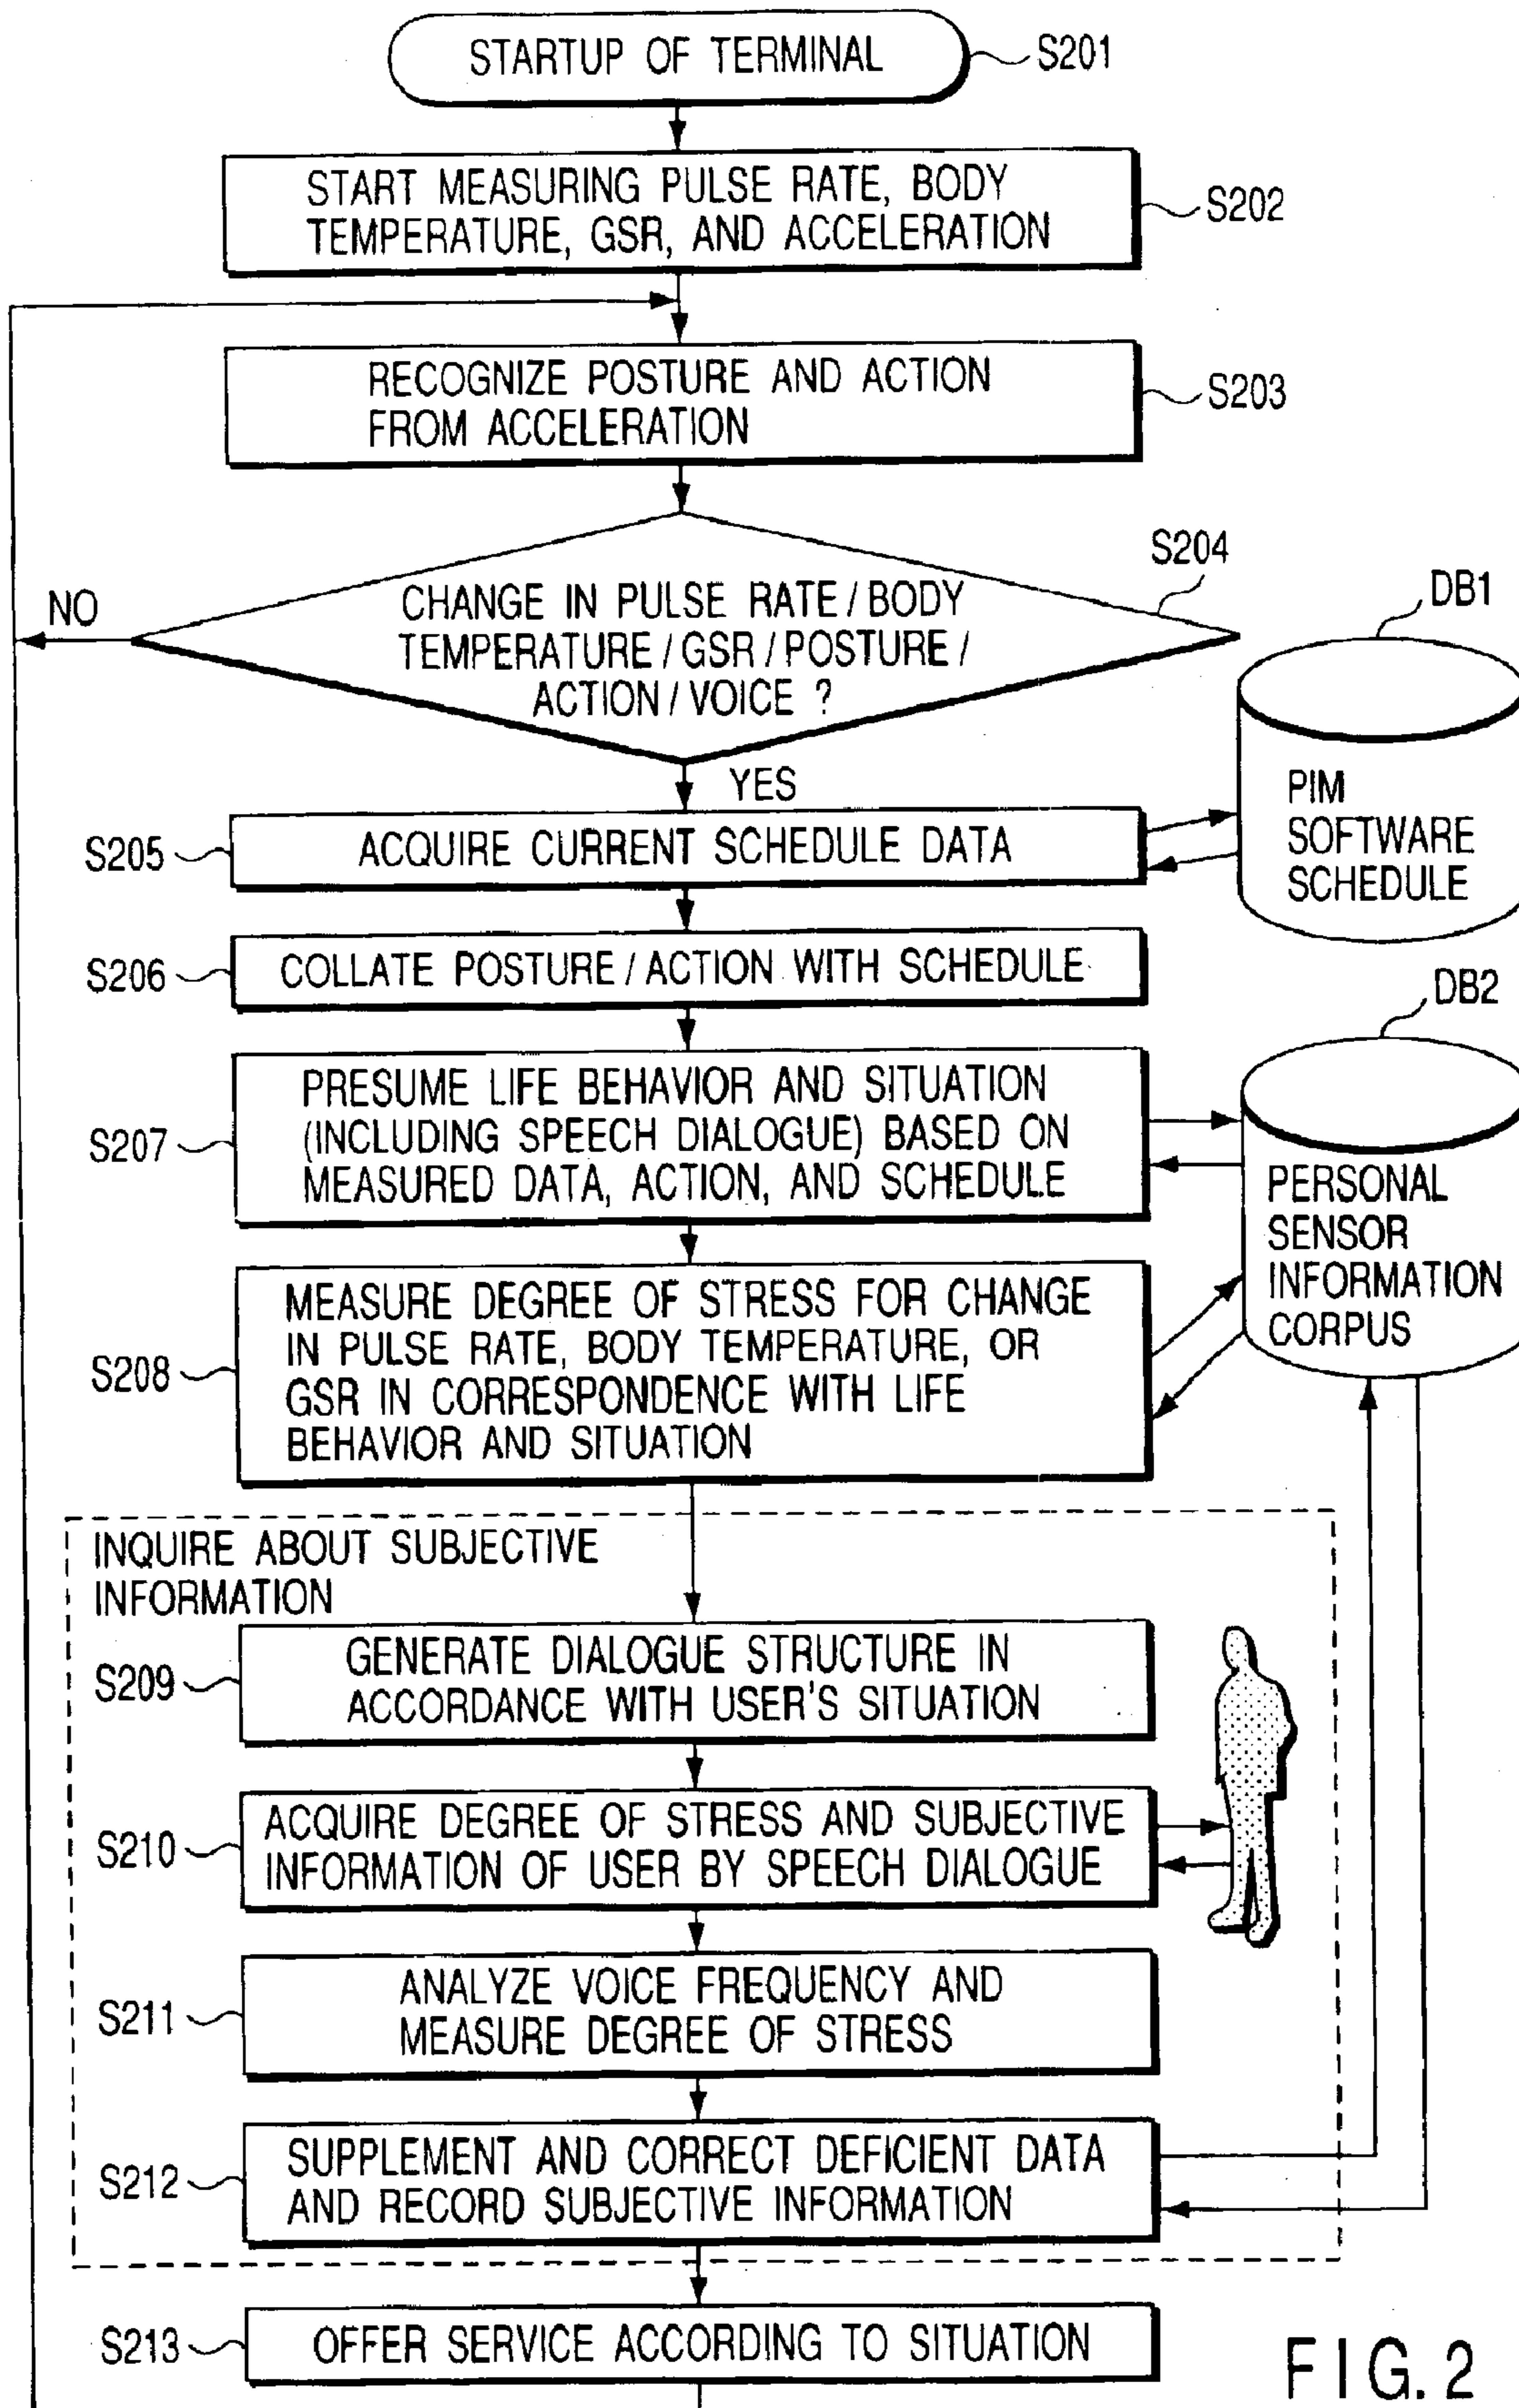 STARTUP OF TERMINAL
S201
START MEASURING PULSE RATE, BODY
TEMPERATURE, GSR, AND ACCELERATION
S202
RECOGNIZE POSTURE AND ACTION
FROM ACCELERATION
S203
S204
CHANGE IN PULSE RATE / BODY
TEMPERATURE / GSR / POSTURE /
ACTION / VOICE ?
NO
YES
DB1
PIM
SOFTWARE
SCHEDULE
S205
ACQUIRE CURRENT SCHEDULE DATA
S206
COLLATE POSTURE / ACTION WITH SCHEDULE
DB2
PERSONAL
SENSOR
INFORMATION
CORPUS
S207
PRESUME LIFE BEHAVIOR AND SITUATION
(INCLUDING SPEECH DIALOGUE) BASED ON
MEASURED DATA, ACTION, AND SCHEDULE
S208
MEASURE DEGREE OF STRESS FOR CHANGE
IN PULSE RATE, BODY TEMPERATURE, OR
GSR IN CORRESPONDENCE WITH LIFE
BEHAVIOR AND SITUATION
INQUIRE ABOUT SUBJECTIVE
INFORMATION
S209
GENERATE DIALOGUE STRUCTURE IN
ACCORDANCE WITH USER'S SITUATION
S210
ACQUIRE DEGREE OF STRESS AND SUBJECTIVE
INFORMATION OF USER BY SPEECH DIALOGUE
S211
ANALYZE VOICE FREQUENCY AND
MEASURE DEGREE OF STRESS
S212
SUPPLEMENT AND CORRECT DEFICIENT DATA
AND RECORD SUBJECTIVE INFORMATION
S213
OFFER SERVICE ACCORDING TO SITUATION
FIG. 2